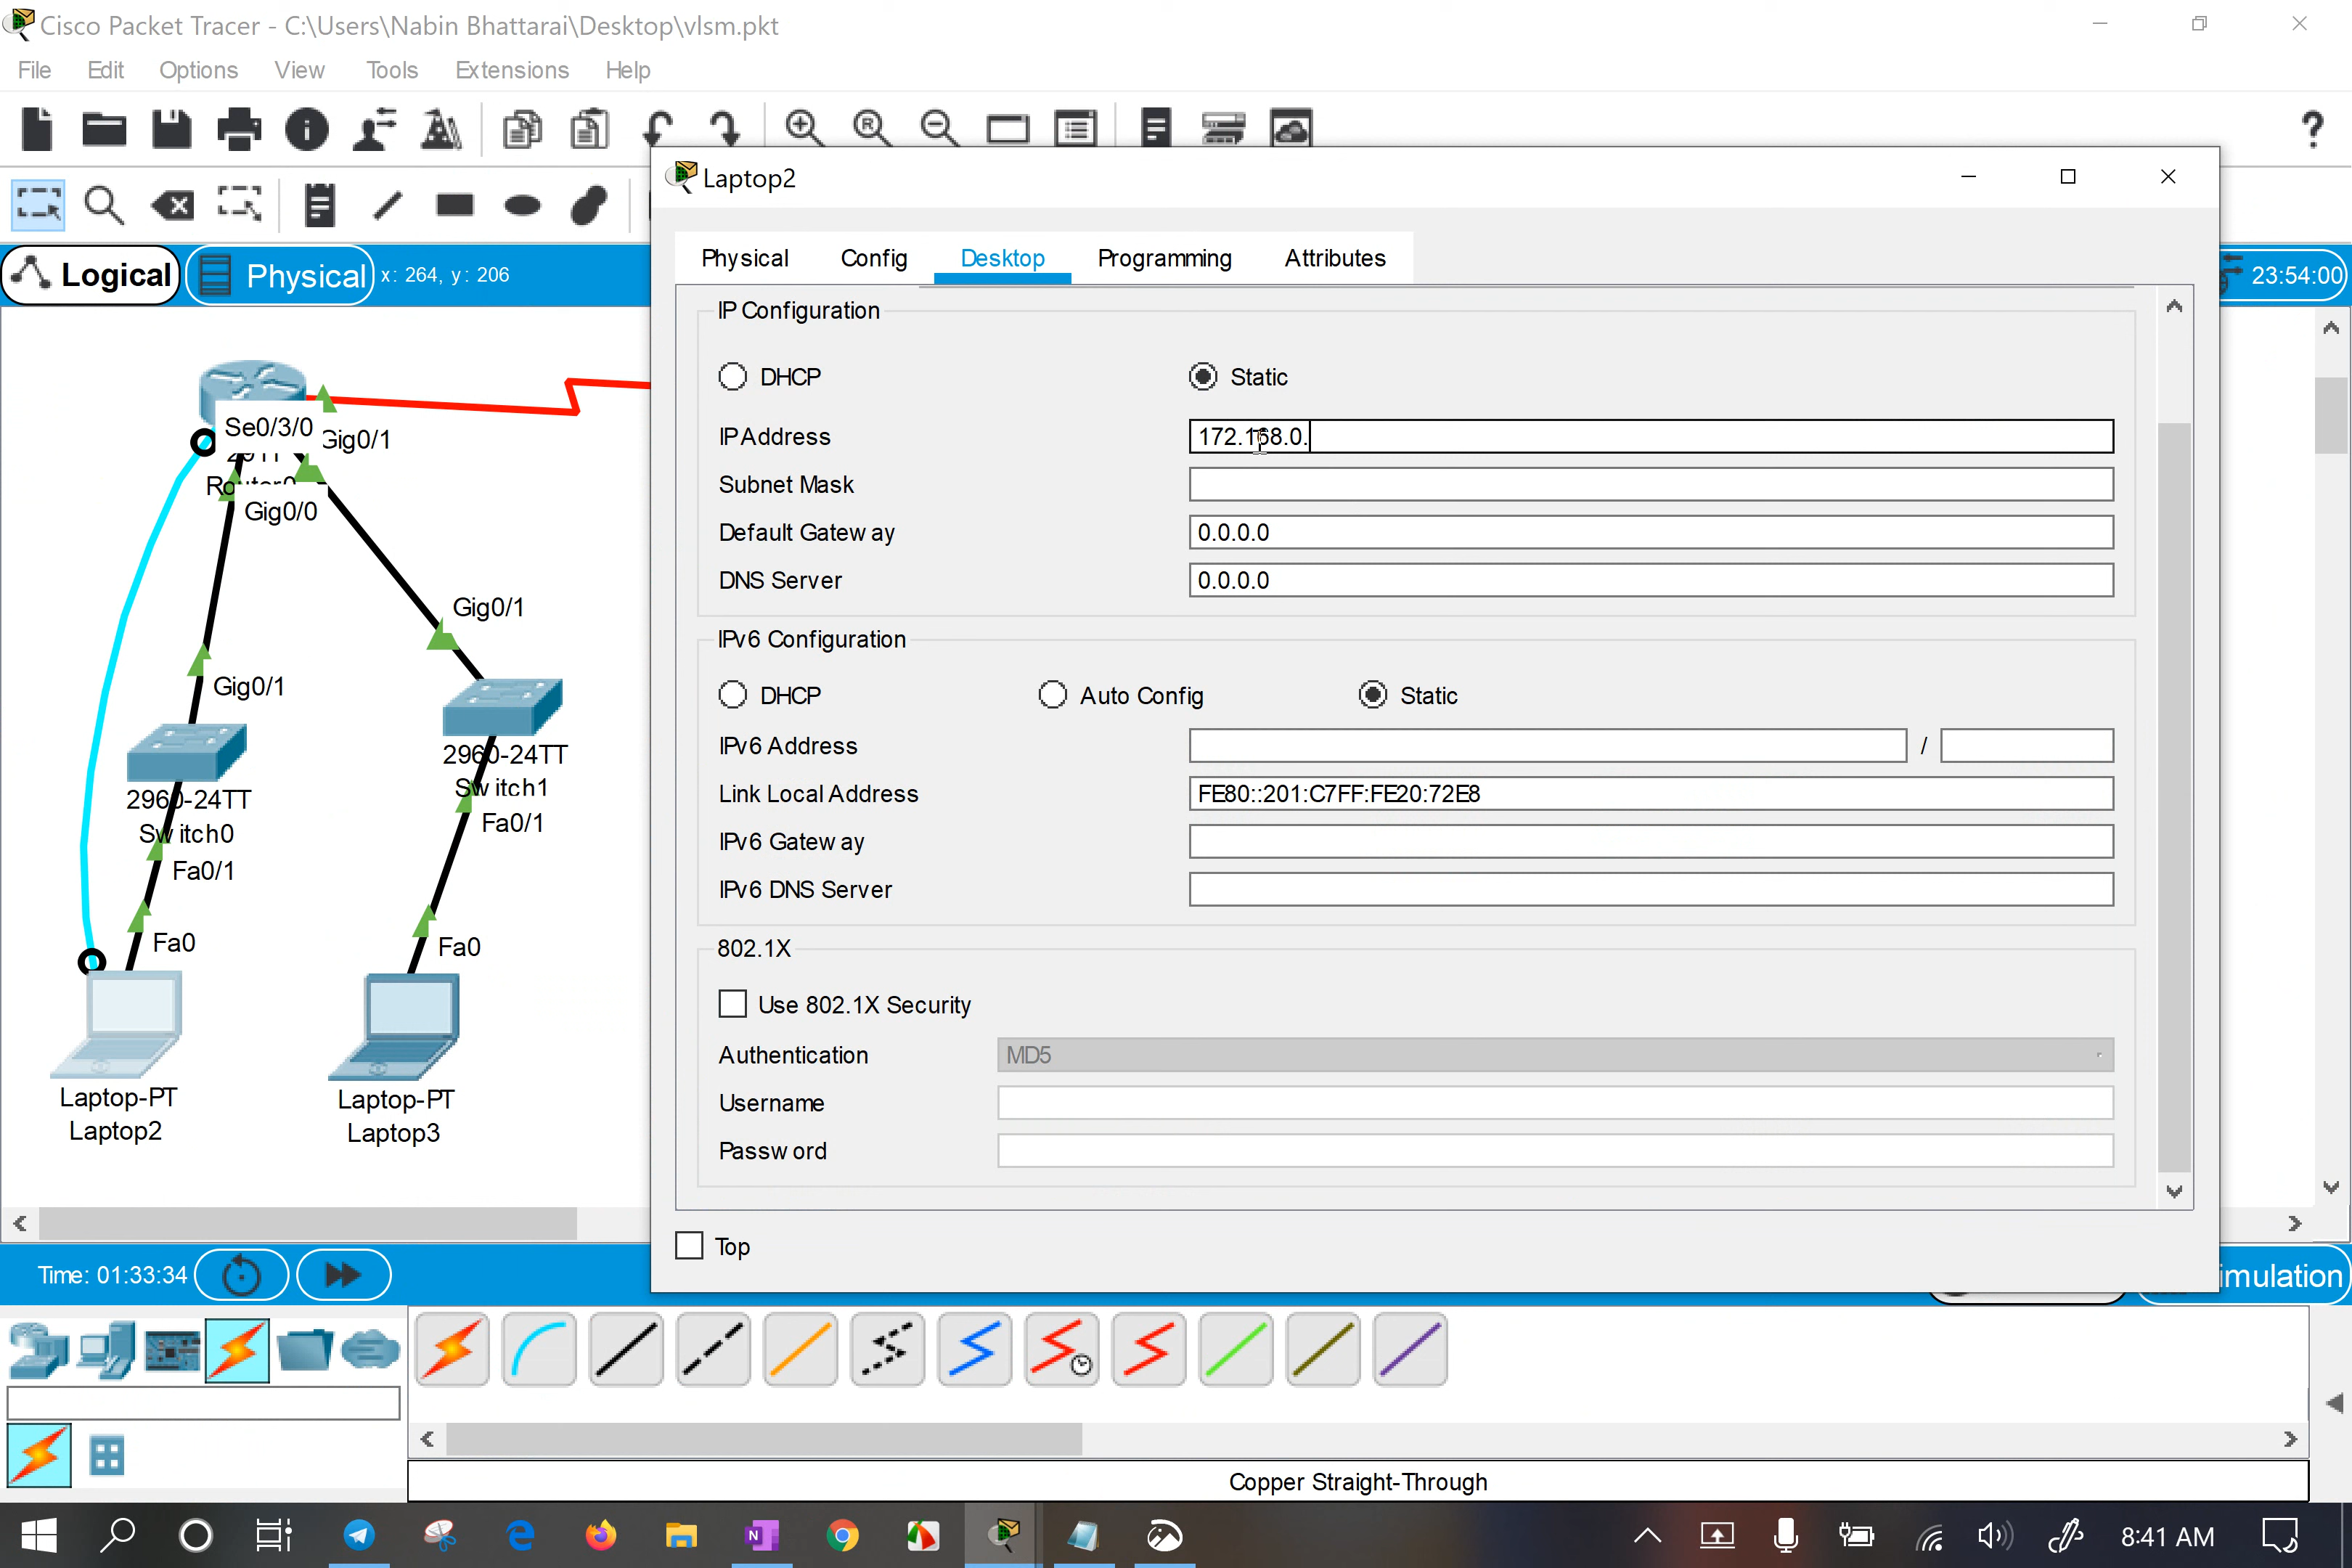 Cisco Packet Tracer - C:\Users\Nabin Bhattarai\Desktop\vlsm.pkt
File Edit Options View Tools Extensions Help
Laptop2
Physical Config Desktop Programming Attributes
Logical Physical x: 264, y: 206
23:54:00
IP Configuration
DHCP Static
IP Address 172.168.0.
Subnet Mask
Default Gateway 0.0.0.0
DNS Server 0.0.0.0
IPv6 Configuration
DHCP Auto Config Static
IPv6 Address /
Link Local Address FE80::201:C7FF:FE20:72E8
IPv6 Gateway
IPv6 DNS Server
802.1X
Use 802.1X Security
Authentication MD5
Username
Password
Top
Se0/3/0
Gig0/1
Gig0/0
Gig0/1
Gig0/1
2960-24TT
Switch1
2960-24TT
Switch0
Fa0/1
Fa0/1
Fa0
Fa0
Laptop-PT
Laptop2
Laptop-PT
Laptop3
Time: 01:33:34
imulation
Copper Straight-Through
8:41 AM